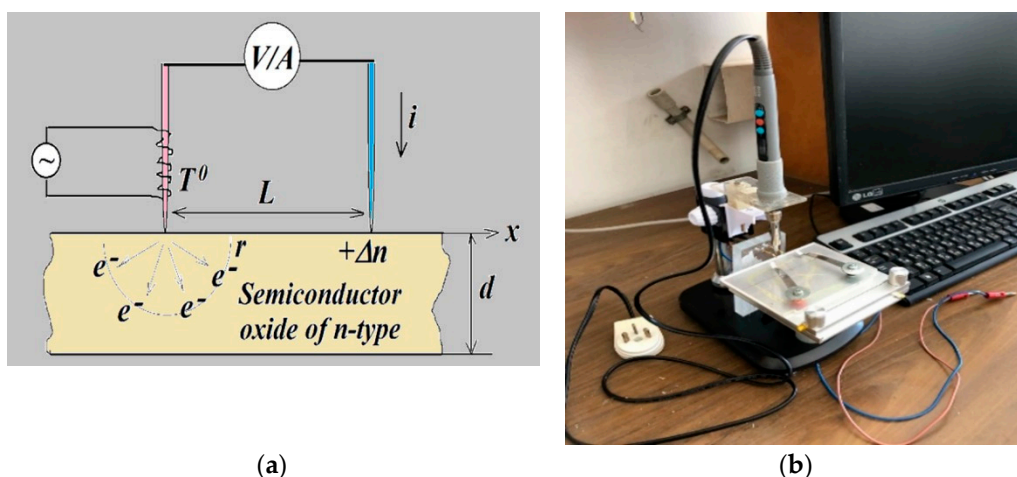 V/A
i
~
T⁰
L
x
r
+Δn
d
e⁻
e⁻
e⁻
e⁻
e⁻
Semiconductor
oxide of n-type
LG
(a)
(b)